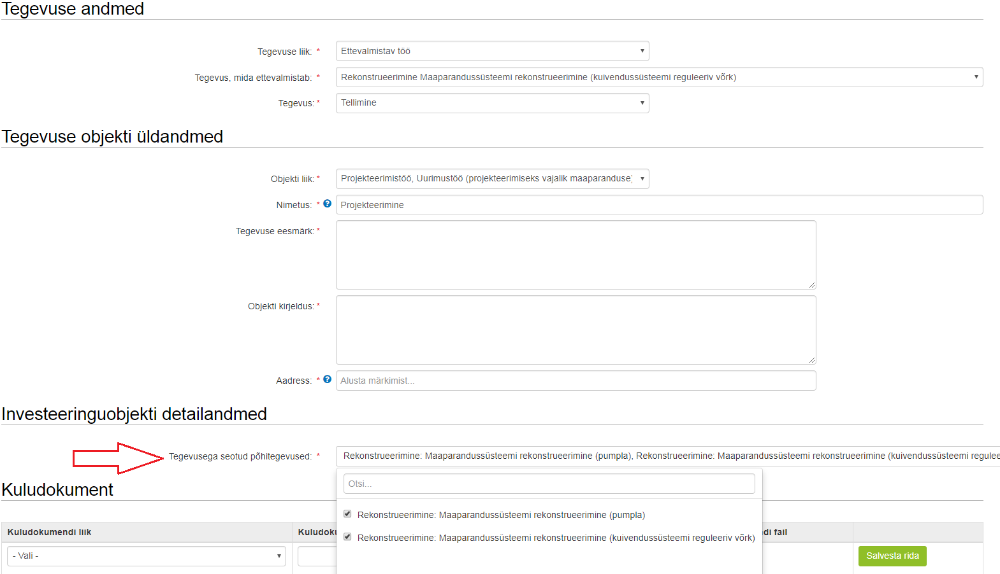 Tegevuse andmed
Tegevuse liik: * Ettevalmistav töö
Tegevus, mida ettevalmistab: * Rekonstrueerimine Maaparandussüsteemi rekonstrueerimine (kuivendussüsteemi reguleeriv võrk)
Tegevus: * Tellimine
Tegevuse objekti üldandmed
Objekti liik: * Projekteerimistöö, Uurimustöö (projekteerimiseks vajalik maaparanduse)
Nimetus: * ? Projekteerimine
Tegevuse eesmärk: *
Objekti kirjeldus: *
Aadress: * ? Alusta märkimist...
Investeeringuobjekti detailandmed
Tegevusega seotud põhitegevused: * Rekonstrueerimine: Maaparandussüsteemi rekonstrueerimine (pumpla), Rekonstrueerimine: Maaparandussüsteemi rekonstrueerimine (kuivendussüsteemi regulee
Otsi...
Kuludokument
Rekonstrueerimine: Maaparandussüsteemi rekonstrueerimine (pumpla)
Kuludokumendi liik Kuludoku di fail
Rekonstrueerimine: Maaparandussüsteemi rekonstrueerimine (kuivendussüsteemi reguleeriv võrk)
- Vali - Salvesta rida